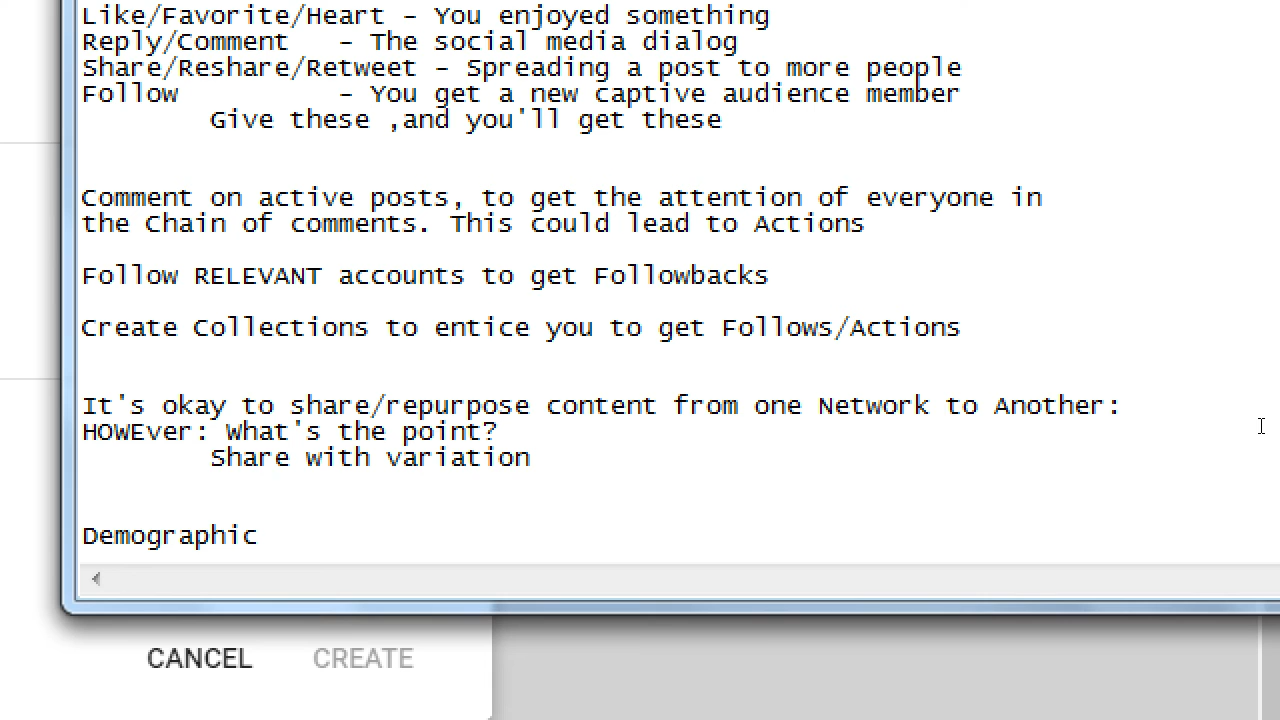 Like/Favorite/Heart - You enjoyed something
Reply/Comment - The social media dialog
Share/Reshare/Retweet - Spreading a post to more people
Follow - You get a new captive audience member
Give these ,and you'll get these
Comment on active posts, to get the attention of everyone in
the Chain of comments. This could lead to Actions
Follow RELEVANT accounts to get Followbacks
Create Collections to entice you to get Follows/Actions
It's okay to share/repurpose content from one Network to Another:
HOWEver: What's the point?
Share with variation
Demographic
CANCEL CREATE